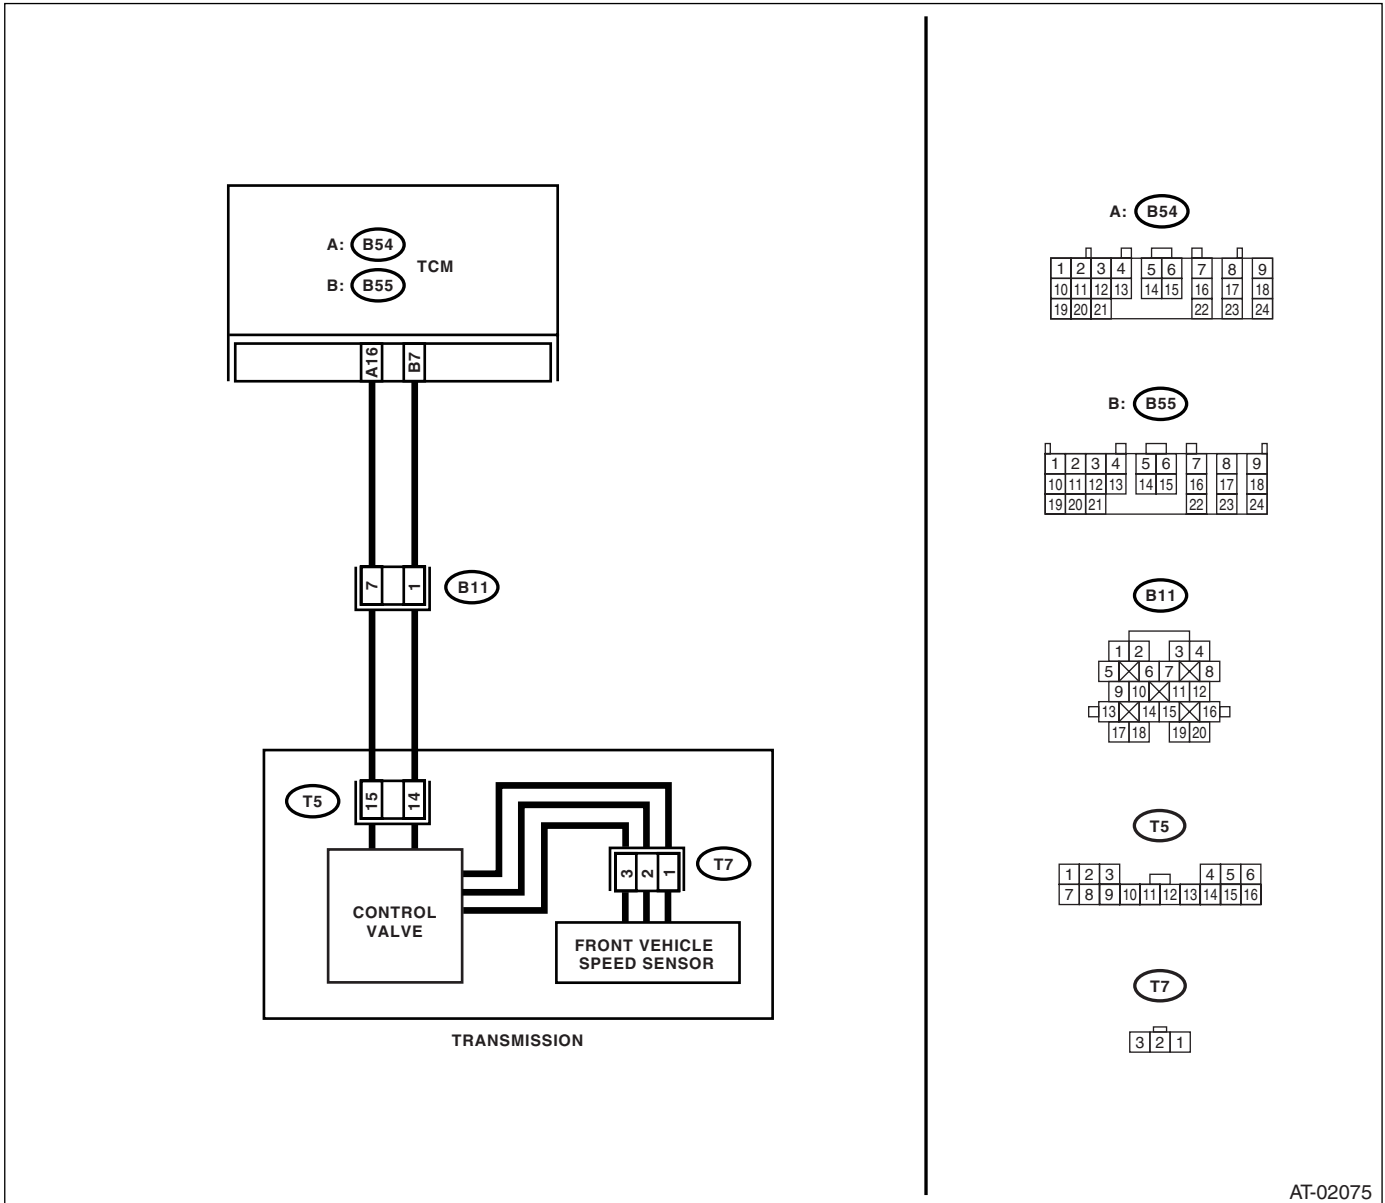 A: B54
TCM
B: B55
A16 B7
7 1
B11
T5
15 14
3 2 1
T7
CONTROL
VALVE
FRONT VEHICLE
SPEED SENSOR
TRANSMISSION
A: B54
1 2 3 4 5 6 7 8 9
10 11 12 13 14 15 16 17 18
19 20 21 22 23 24
B: B55
1 2 3 4 5 6 7 8 9
10 11 12 13 14 15 16 17 18
19 20 21 22 23 24
B11
1 2 3 4
5 6 7 8
9 10 11 12
13 14 15 16
17 18 19 20
T5
1 2 3 4 5 6
7 8 9 10 11 12 13 14 15 16
T7
3 2 1
AT-02075